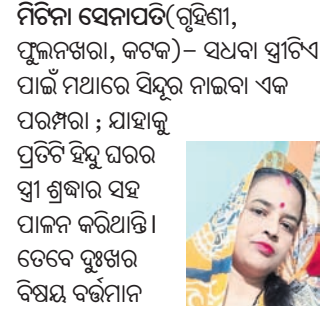 ମିଟିନା ସେନାପତି(ଗୃହିଣୀ,
ଫୁଲନଖରା, କଟକ)– ସଧବା ସ୍ତ୍ରୀଟିଏ
ପାଇଁ ମଥାରେ ସିନ୍ଦୂର ନାଇବା ଏକ
ପରମ୍ପରା ; ଯାହାକୁ
ପ୍ରତିଟି ହିନ୍ଦୁ ଘରର
ସ୍ତ୍ରୀ ଶ୍ରଦ୍ଧାର ସହ
ପାଳନ କରିଥାନ୍ତି।
ତେବେ ଦୁଃଖର
ବିଷୟ ବର୍ତ୍ତମାନ